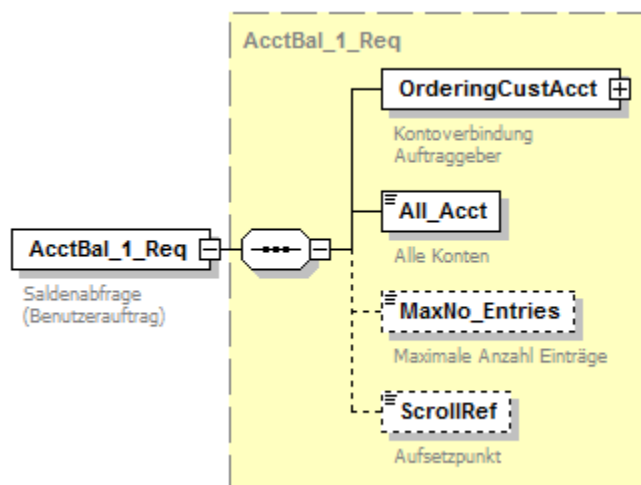 AcctBal_1_Req
OrderingCustAcct
Kontoverbindung
Auftraggeber
All_Acct
Alle Konten
AcctBal_1_Req
Saldenabfrage
(Benutzerauftrag)
MaxNo_Entries
Maximale Anzahl Einträge
ScrollRef
Aufsetzpunkt